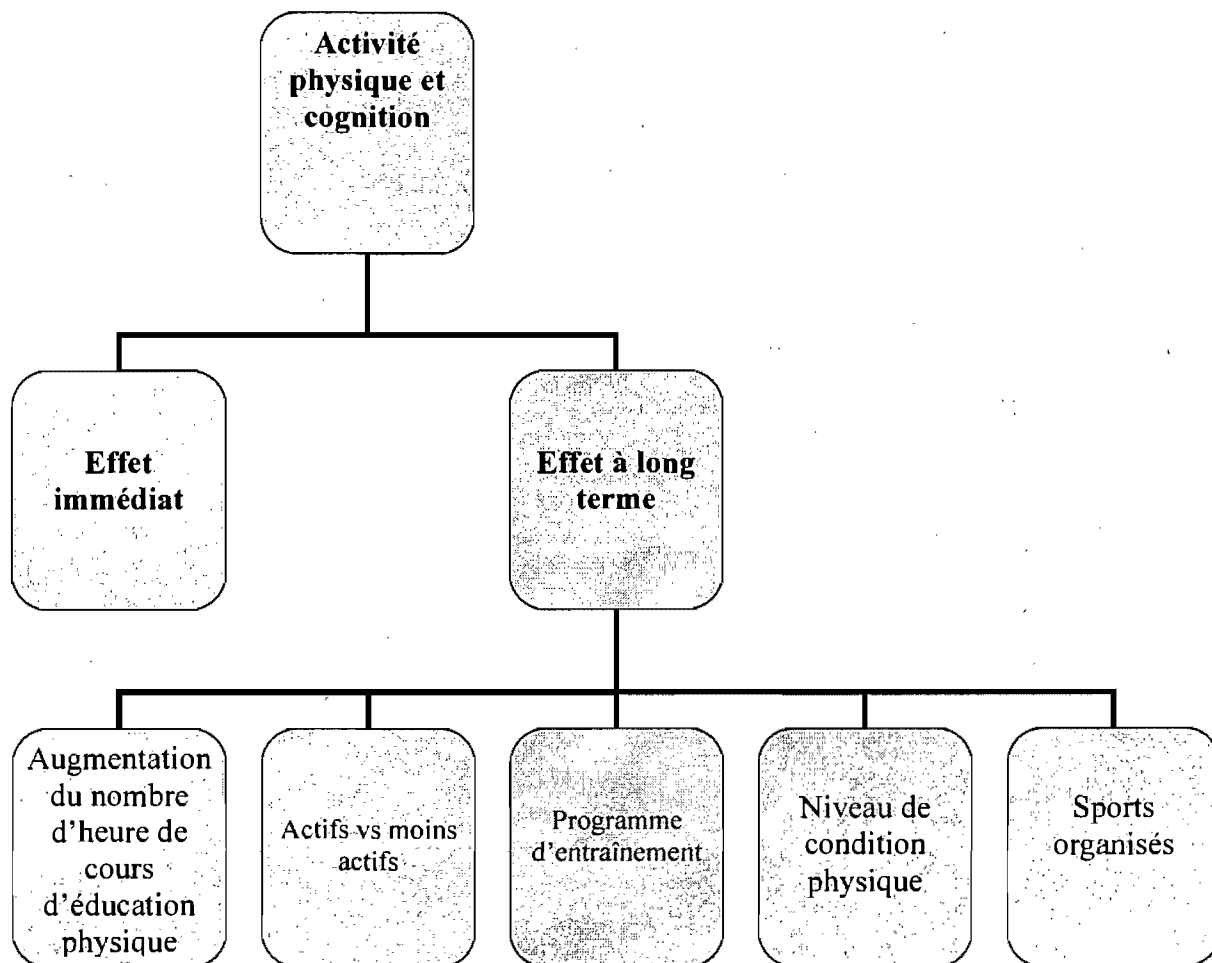 Activité
physique et
cognition
Effet
immédiat
Effet à long
terme
Augmentation
du nombre
d'heure de
cours
d'éducation
physique
Actifs vs moins
actifs
Programme
d'entraînement
Niveau de
condition
physique
Sports
organisés